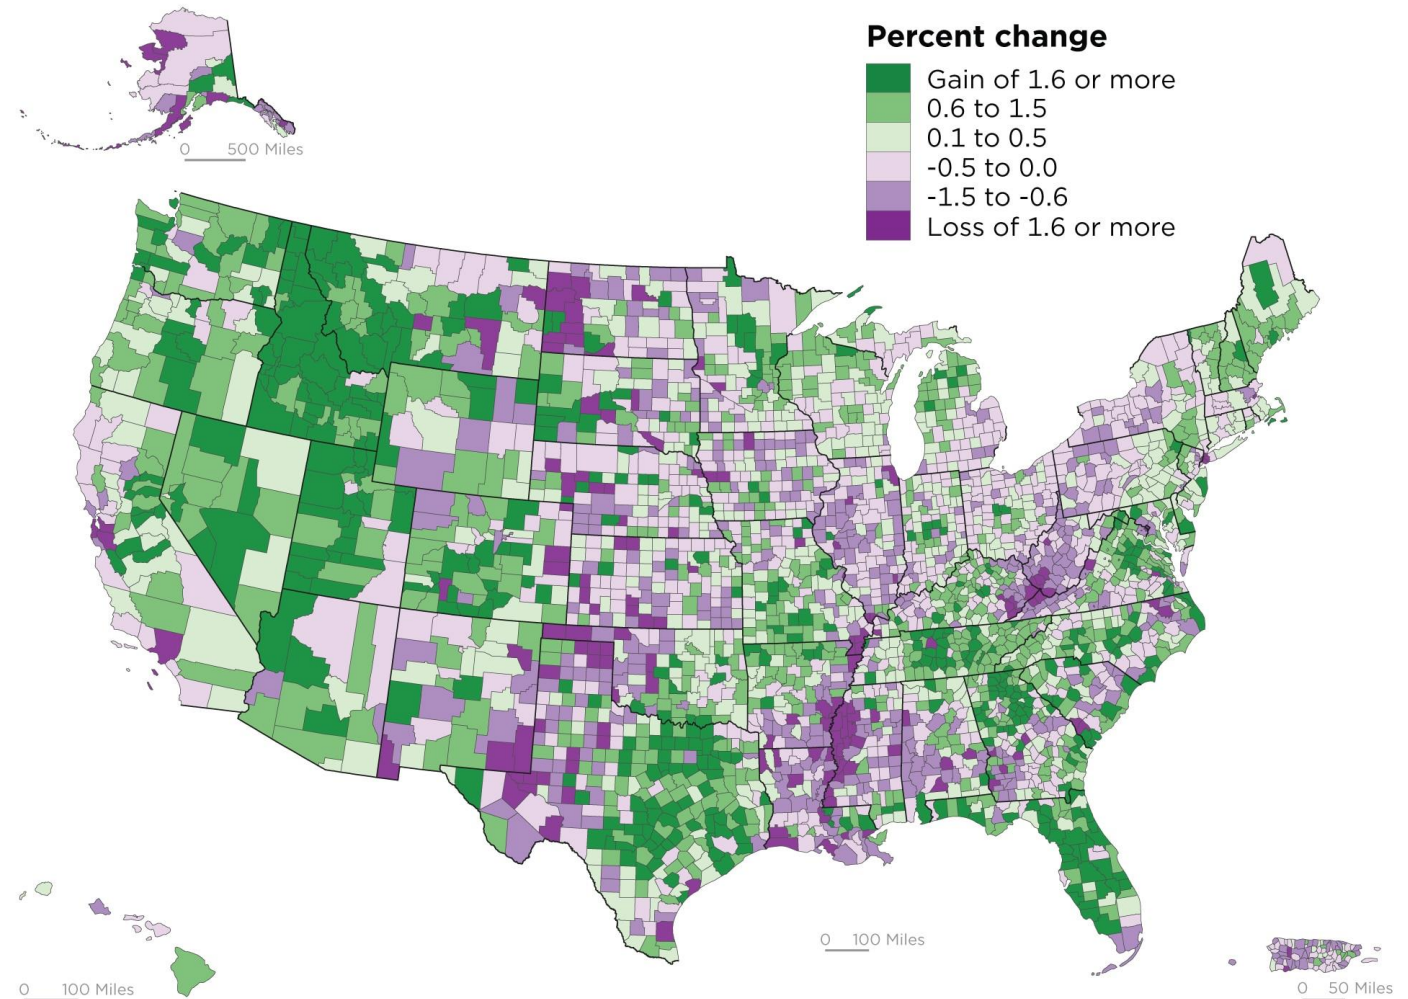 Percent change
Gain of 1.6 or more
0.6 to 1.5
0.1 to 0.5
-0.5 to 0.0
-1.5 to -0.6
Loss of 1.6 or more
0 500 Miles
0 100 Miles
0 100 Miles
0 50 Miles